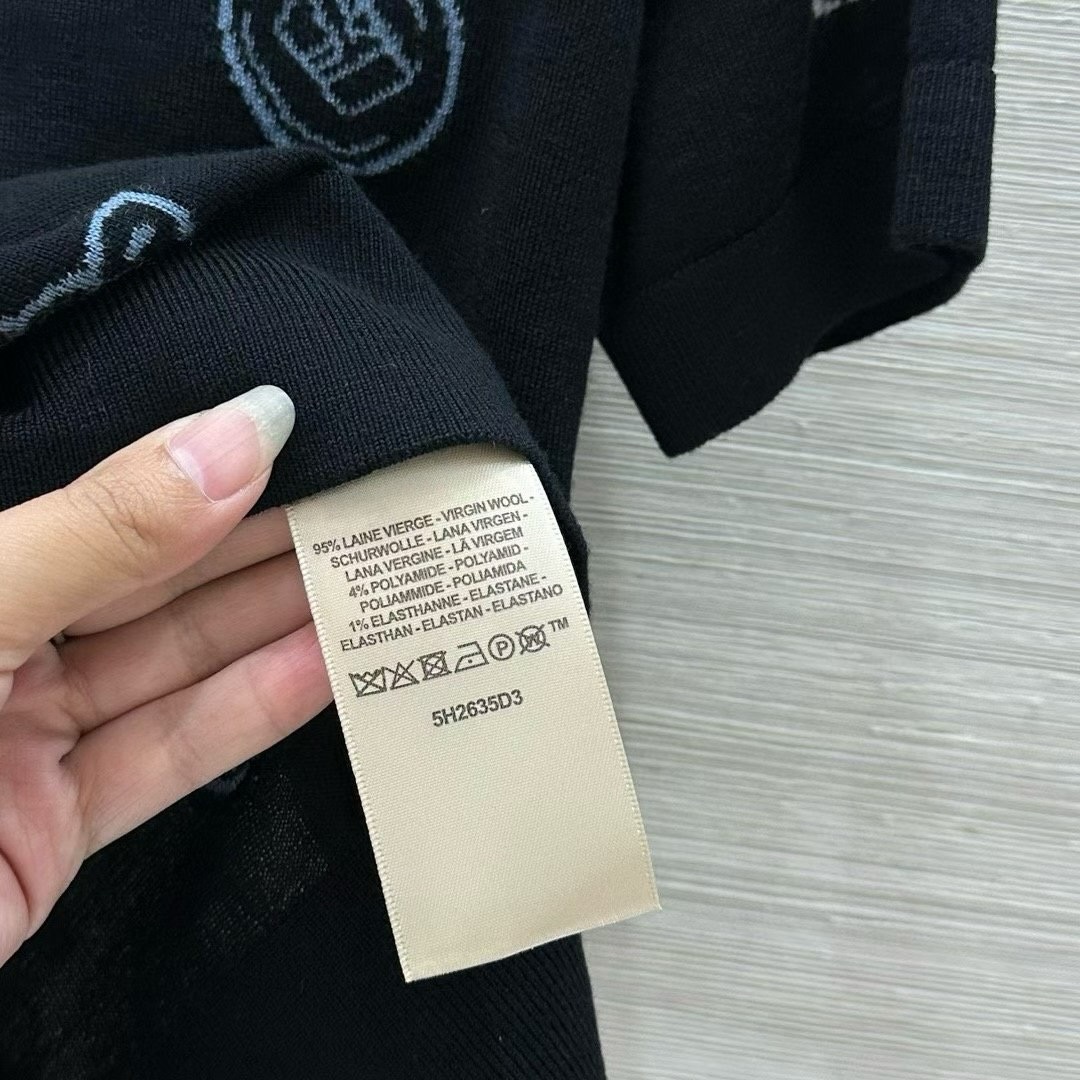 95% LAINE VIERGE - VIRGIN WOOL -
SCHURWOLLE - LANA VIRGEN -
LANA VERGINE - LÃ VIRGEM
4% POLYAMIDE - POLYAMID -
POLIAMMIDE - POLIAMIDA
1% ELASTHANNE - ELASTANE -
ELASTHAN - ELASTAN - ELASTANO
P W TM
5H2635D3